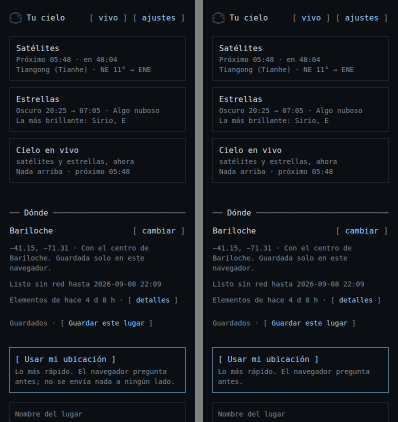 Tu cielo [ vivo ] [ ajustes ]
Satélites
Próximo 05:48 · en 48:04
Tiangong (Tianhe) · NE 11° → ENE
Estrellas
Oscuro 20:25 → 07:05 · Algo nuboso
La más brillante: Sirio, E
Cielo en vivo
satélites y estrellas, ahora
Nada arriba · próximo 05:48
Dónde
Bariloche [ cambiar ]
−41.15, −71.31 · Con el centro de
Bariloche. Guardada solo en este
navegador.
Listo sin red hasta 2026-09-08 22:09
Elementos de hace 4 d 8 h · [ detalles ]
Guardados · [ Guardar este lugar ]
[ Usar mi ubicación ]
Lo más rápido. El navegador pregunta
antes; no se envía nada a ningún lado.
Nombre del lugar
Tu cielo [ vivo ] [ ajustes ]
Satélites
Próximo 05:48 · en 48:04
Tiangong (Tianhe) · NE 11° → ENE
Estrellas
Oscuro 20:25 → 07:05 · Algo nuboso
La más brillante: Sirio, E
Cielo en vivo
satélites y estrellas, ahora
Nada arriba · próximo 05:48
Dónde
Bariloche [ cambiar ]
−41.15, −71.31 · Con el centro de
Bariloche. Guardada solo en este
navegador.
Listo sin red hasta 2026-09-08 22:09
Elementos de hace 4 d 8 h · [ detalles ]
Guardados · [ Guardar este lugar ]
[ Usar mi ubicación ]
Lo más rápido. El navegador pregunta
antes.
Nombre del lugar